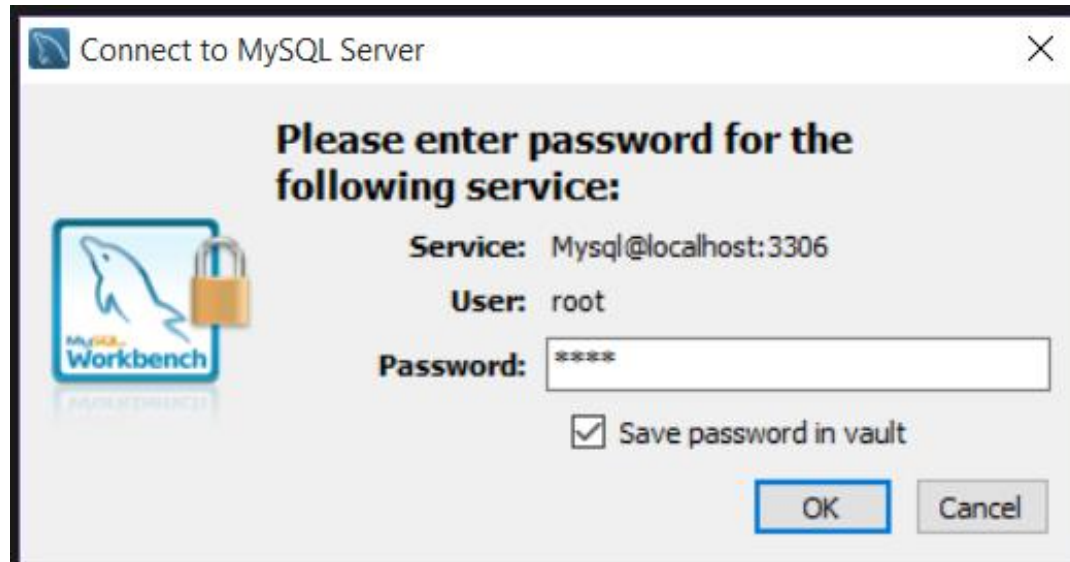 Connect to MySQL Server
Please enter password for the
following service:
Service: Mysql@localhost:3306
User: root
MySQL
Workbench
Password: ****
Save password in vault
OK Cancel